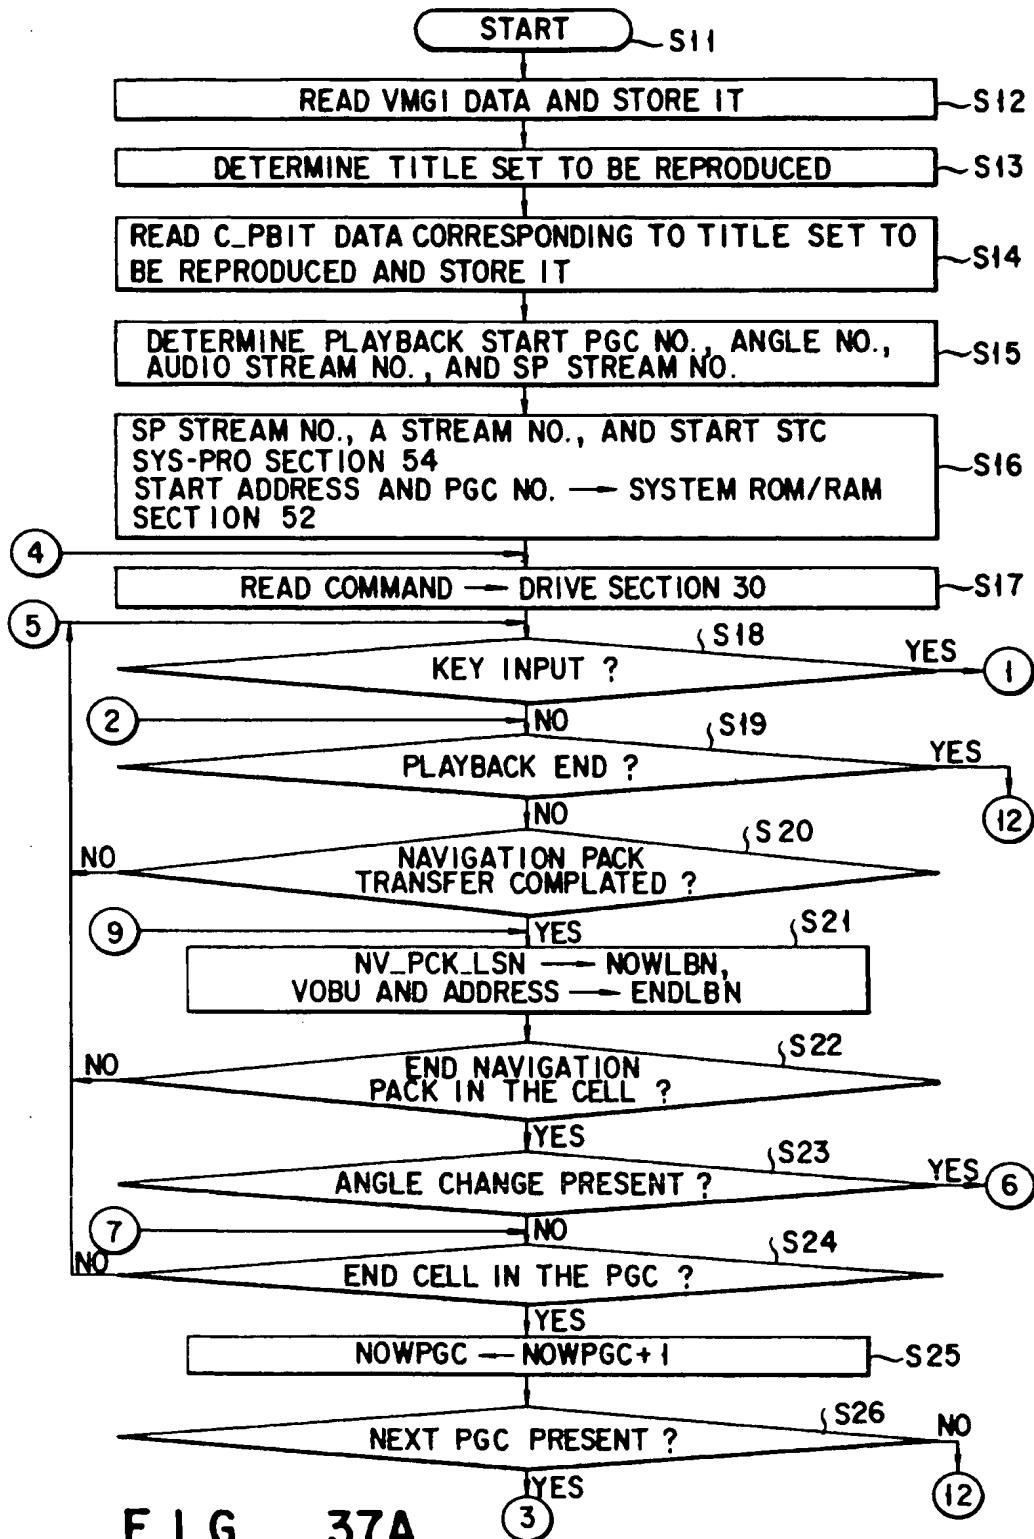 START
S11
READ VMGI DATA AND STORE IT
S12
DETERMINE TITLE SET TO BE REPRODUCED
S13
READ C_PBIT DATA CORRESPONDING TO TITLE SET TO
BE REPRODUCED AND STORE IT
S14
DETERMINE PLAYBACK START PGC NO., ANGLE NO.,
AUDIO STREAM NO., AND SP STREAM NO.
S15
SP STREAM NO., A STREAM NO., AND START STC
SYS-PRO SECTION 54
START ADDRESS AND PGC NO. → SYSTEM ROM/RAM
SECTION 52
S16
4
READ COMMAND → DRIVE SECTION 30
S17
5
S18
KEY INPUT ?
YES
1
NO
2
S19
PLAYBACK END ?
YES
12
NO
S20
NAVIGATION PACK
TRANSFER COMPLATED ?
NO
YES
9
S21
NV_PCK_LSN → NOWLBN,
VOBU AND ADDRESS → ENDLBN
S22
END NAVIGATION
PACK IN THE CELL ?
NO
YES
S23
ANGLE CHANGE PRESENT ?
YES
6
NO
7
S24
END CELL IN THE PGC ?
NO
YES
NOWPGC ← NOWPGC+1
S25
S26
NEXT PGC PRESENT ?
NO
12
YES
3
FIG. 37A